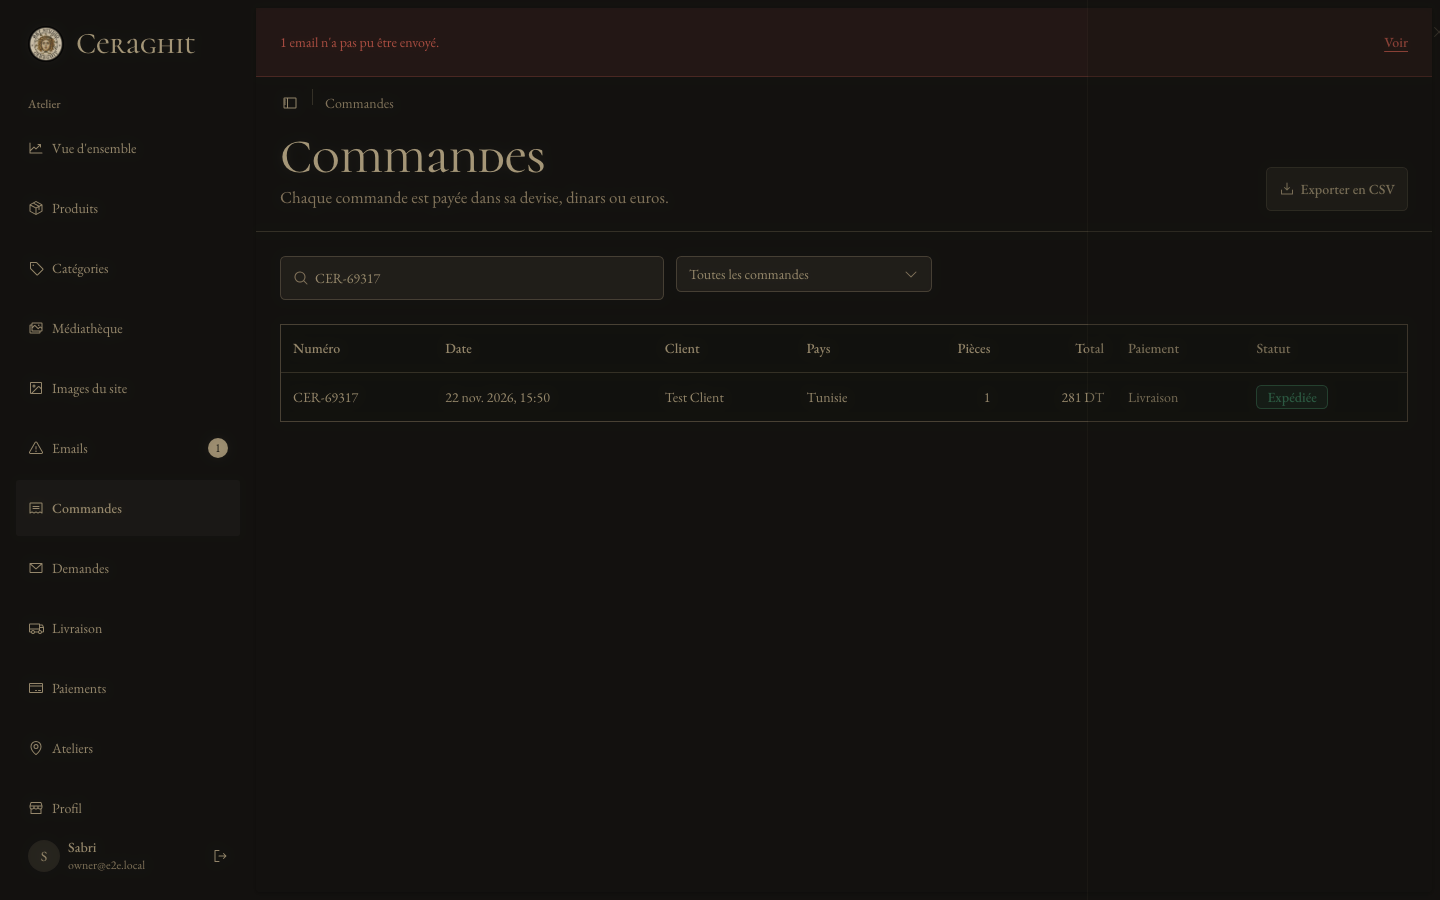 Ceraghit
1 email n'a pas pu être envoyé.
Voir
Atelier
Commandes
Vue d'ensemble
Commandes
Chaque commande est payée dans sa devise, dinars ou euros.
Exporter en CSV
Produits
Catégories
CER-69317
Toutes les commandes
Médiathèque
Numéro Date Client Pays Pièces Total Paiement Statut
Images du site
CER-69317 22 nov. 2026, 15:50 Test Client Tunisie 1 281 DT Livraison Expédiée
Emails
1
Commandes
Demandes
Livraison
Paiements
Ateliers
Profil
S
Sabri
owner@e2e.local